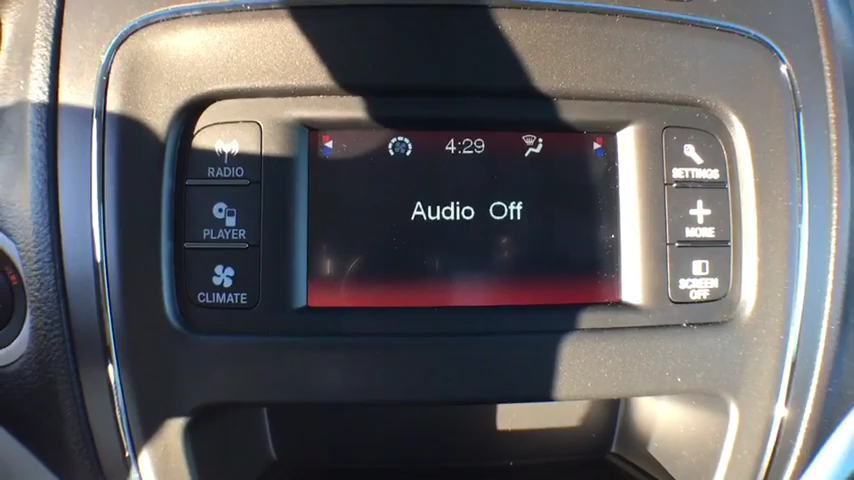 4:29
Audio Off
RADIO
PLAYER
CLIMATE
SETTINGS
MORE
SCREEN
OFF